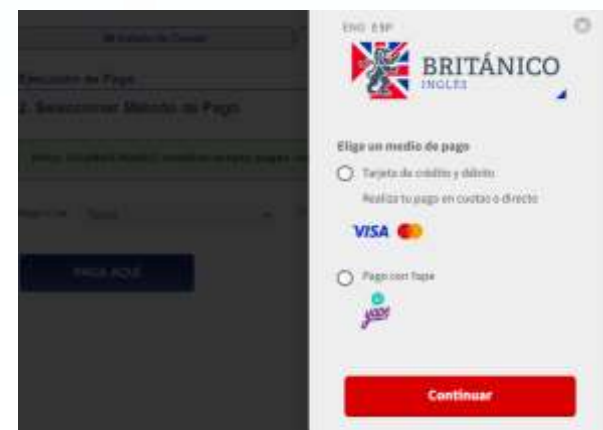 Ejecución de Pago
2. Seleccionar Método de Pago
PAGA AQUÍ
ENG ESP
BRITÁNICO
INGLÉS
Elige un medio de pago
Tarjeta de crédito y débito
Realiza tu pago en cuotas o directo
VISA
Pago con Yape
yape
Continuar